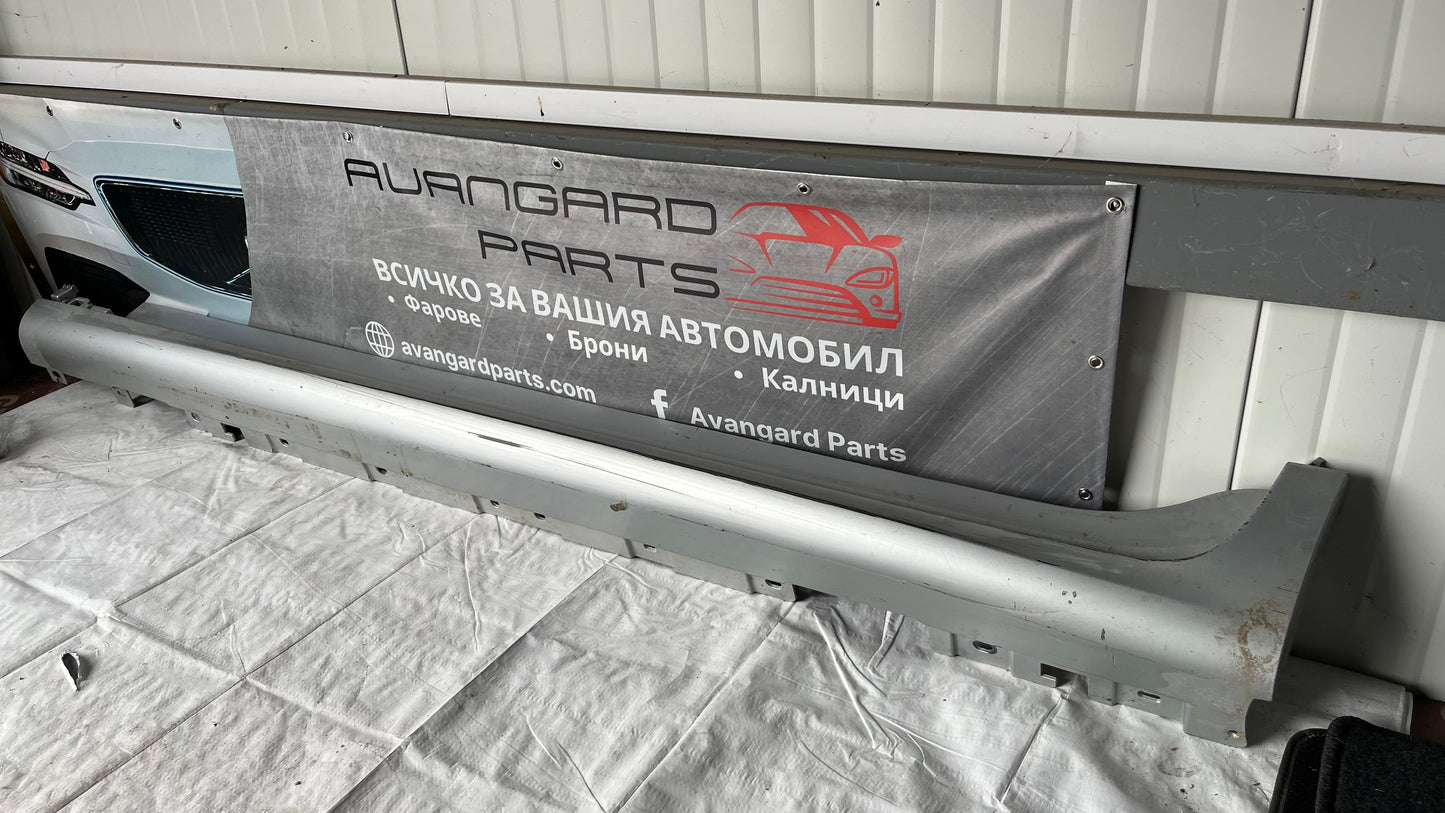 AVANGARD
PARTS
ВСИЧКО ЗА ВАШИЯ АВТОМОБИЛ
• Фарове • Брони • Калници
avangardparts.com
f Avangard Parts